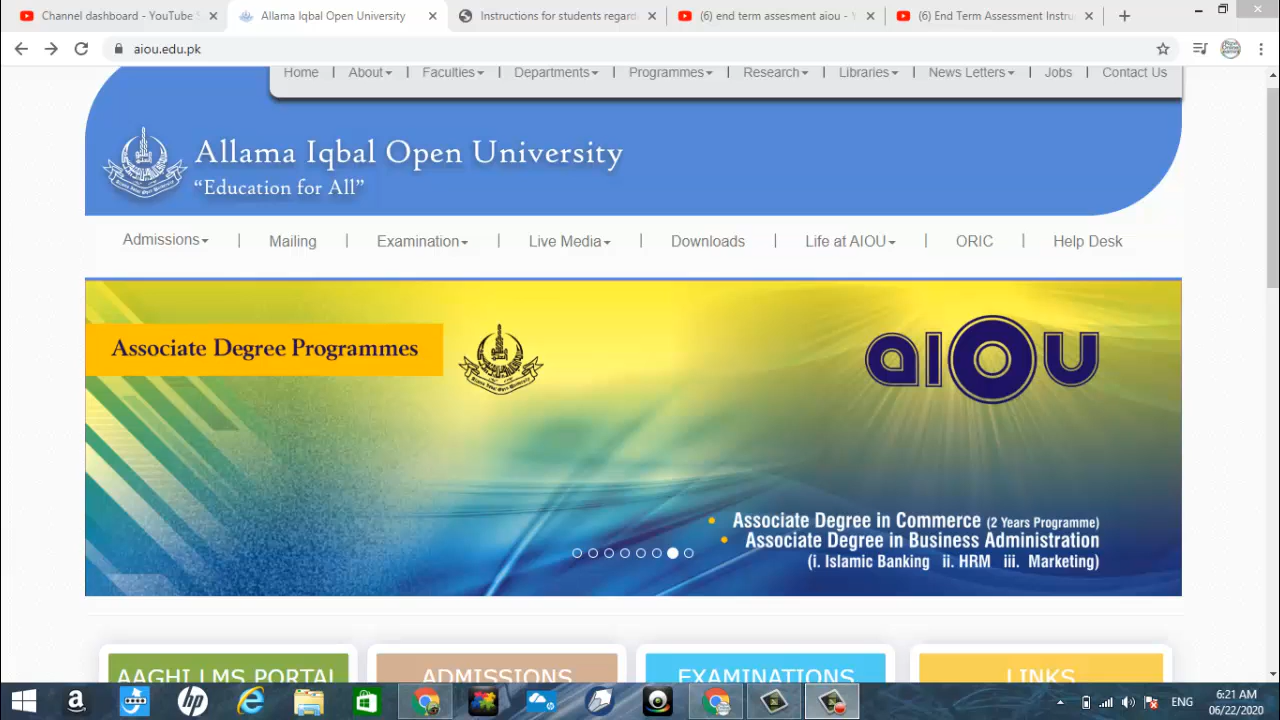 Channel dashboard - YouTube S
Allama Iqbal Open University
Instructions for students regard
(6) end term assesment aiou - Y
(6) End Term Assessment Instru
aiou.edu.pk
Home
About
Faculties
Departments
Programmes
Research
Libraries
News Letters
Jobs
Contact Us
Allama Iqbal Open University
“Education for All”
Admissions
Mailing
Examination
Live Media
Downloads
Life at AIOU
ORIC
Help Desk
Associate Degree Programmes
AIOU
Associate Degree in Commerce (2 Years Programme)
Associate Degree in Business Administration
(i. Islamic Banking ii. HRM iii. Marketing)
AAGHI LMS PORTAL
ADMISSIONS
EXAMINATIONS
LINKS
ENG
6:21 AM
06/22/2020